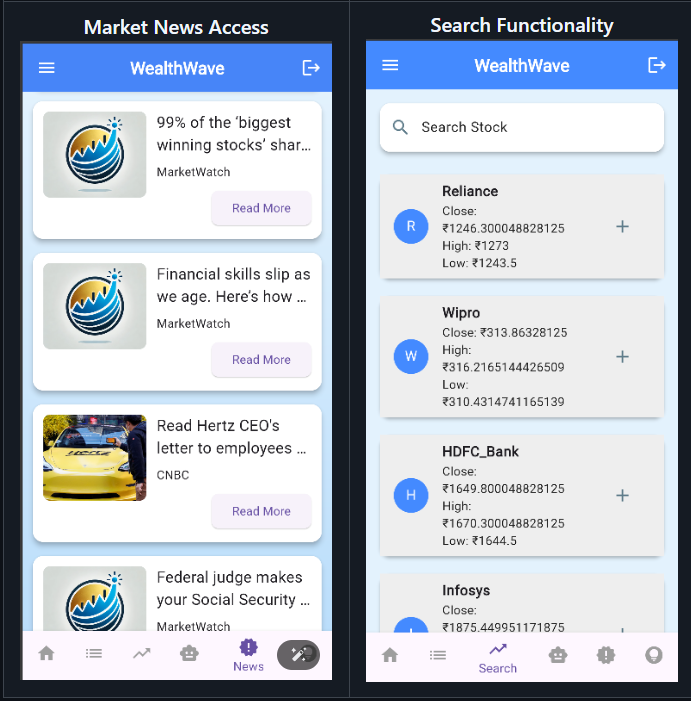 Market News Access
WealthWave
99% of the ‘biggest
winning stocks’ shar...
MarketWatch
Read More
Financial skills slip as
we age. Here’s how ...
MarketWatch
Read More
HERTZ
Read Hertz CEO's
letter to employees ...
CNBC
Read More
Federal judge makes
your Social Security ...
MarketWatch
News
Search Functionality
WealthWave
Search Stock
R
Reliance
Close:
₹1246.300048828125
High: ₹1273
Low: ₹1243.5
W
Wipro
Close: ₹313.86328125
High:
₹316.2165144426509
Low:
₹310.4314741165139
H
HDFC_Bank
Close:
₹1649.800048828125
High:
₹1670.300048828125
Low: ₹1644.5
I
Infosys
Close:
₹1875.449951171875
Search